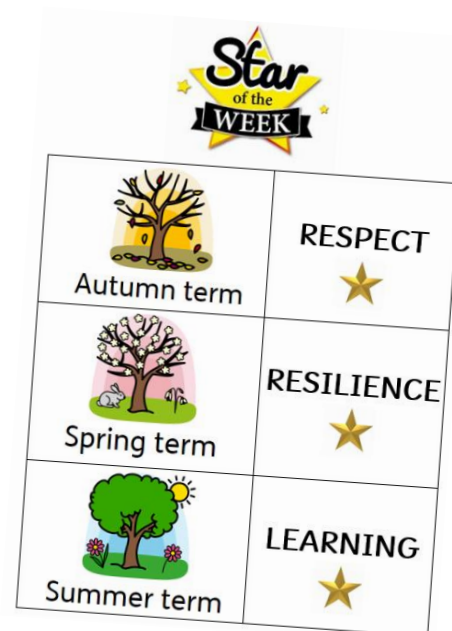 Star
of the
WEEK
Autumn term
RESPECT
Spring term
RESILIENCE
Summer term
LEARNING